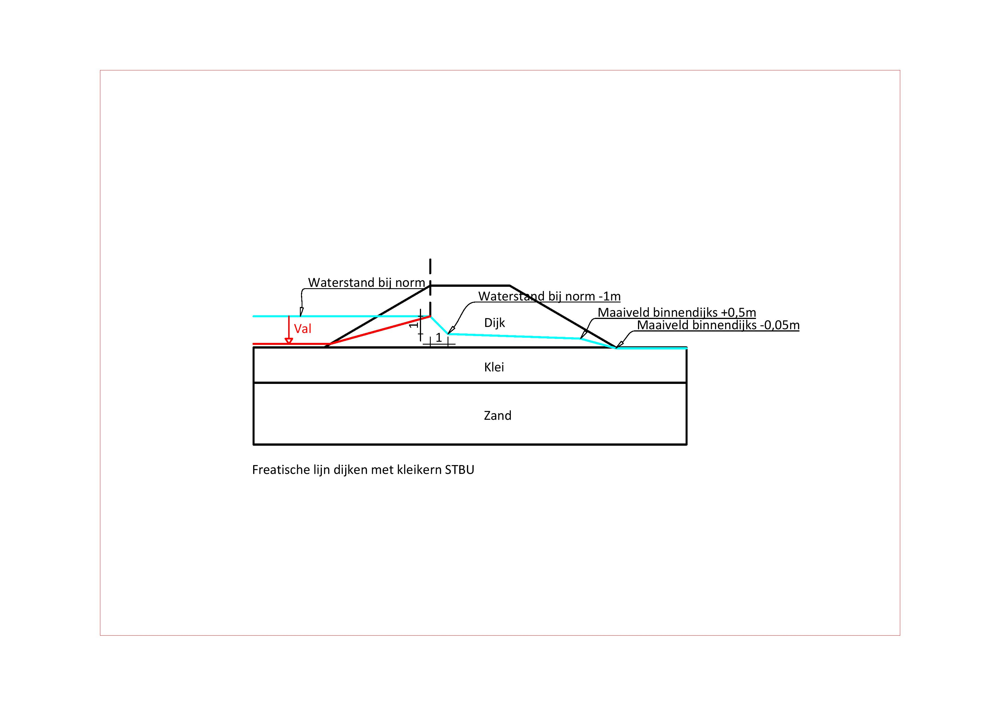 Waterstand bij norm
Waterstand bij norm -1m
Maaiveld binnendijks +0,5m
Maaiveld binnendijks -0,05m
Val
1
Dijk
1
Klei
Zand
Freatische lijn dijken met kleikern STBU